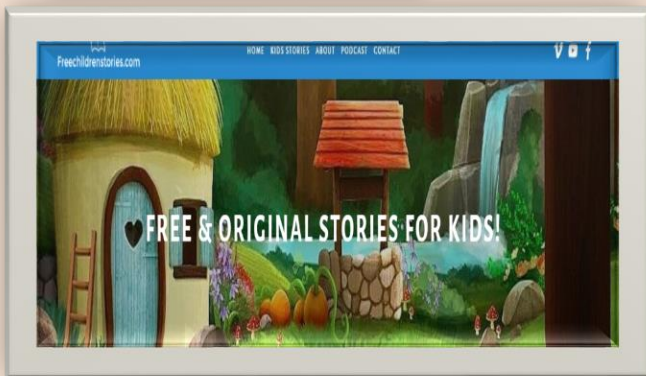 HOME KIDS STORIES ABOUT PODCAST CONTACT
Freechildrenstories.com
FREE & ORIGINAL STORIES FOR KIDS!